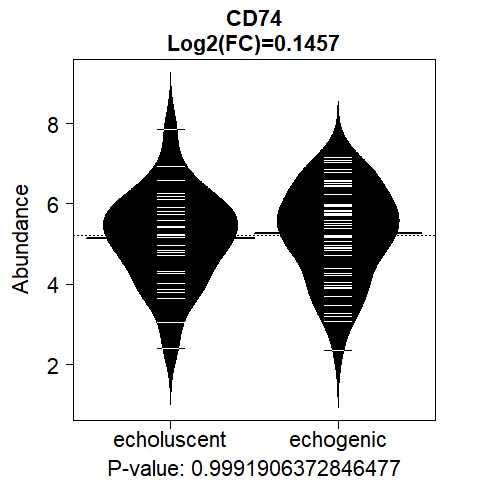 CD74
Log2(FC)=0.1457
Abundance
8
6
4
2
echoluscent echogenic
P-value: 0.9991906372846477